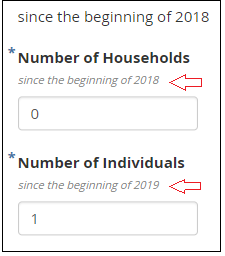 since the beginning of 2018
* Number of Households
since the beginning of 2018
0
* Number of Individuals
since the beginning of 2019
1